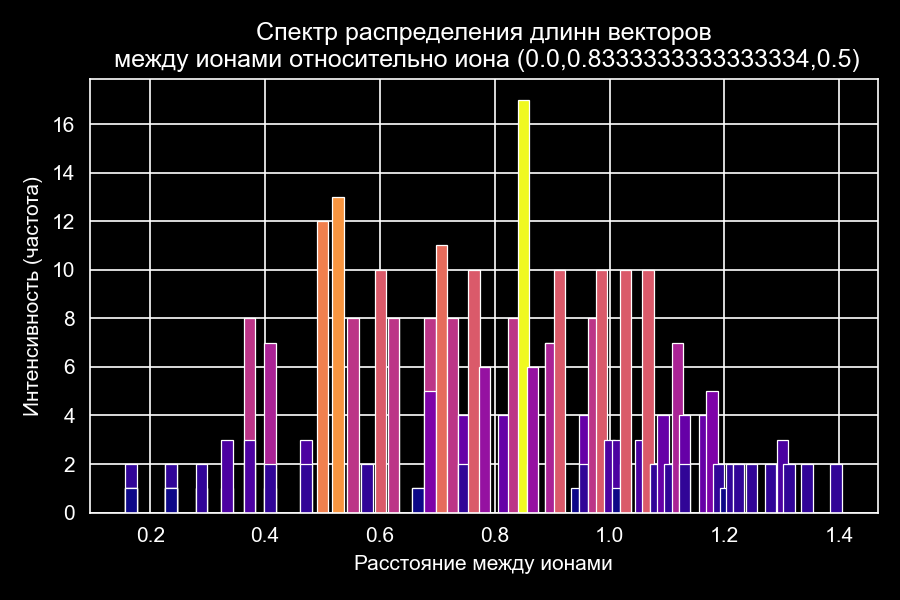 Спектр распределения длинн векторов
между ионами относительно иона (0.0,0.8333333333333334,0.5)
Интенсивность (частота)
16
14
12
10
8
6
4
2
0
0.2 0.4 0.6 0.8 1.0 1.2 1.4
Расстояние между ионами